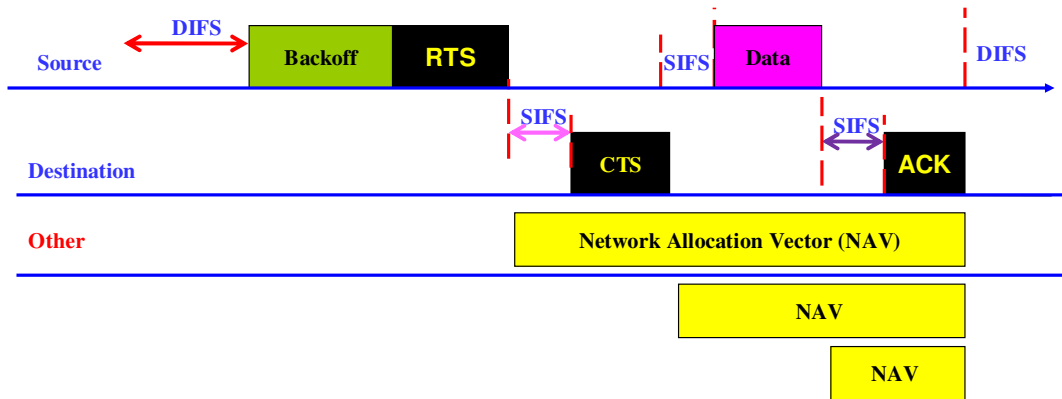 DIFS
Source
Backoff
RTS
SIFS
Data
DIFS
SIFS
SIFS
Destination
CTS
ACK
Other
Network Allocation Vector (NAV)
NAV
NAV